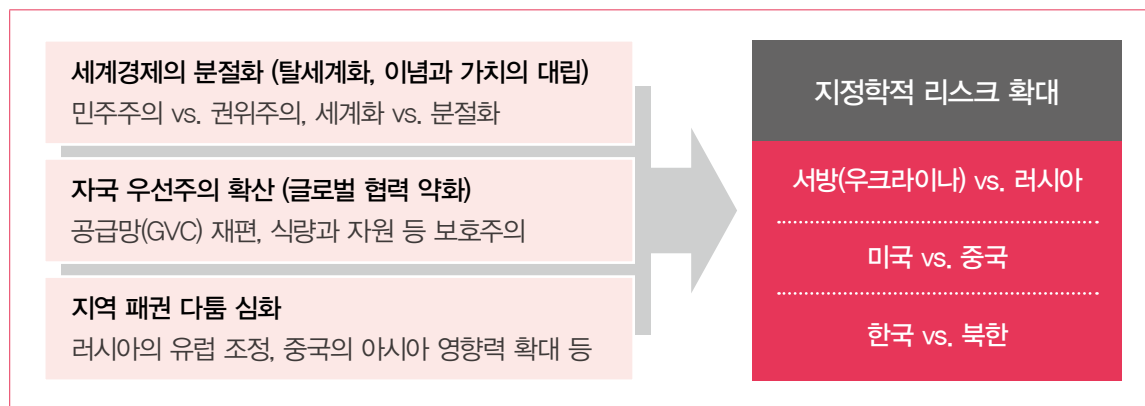 세계경제의 분절화 (탈세계화, 이념과 가치의 대립)
민주주의 vs. 권위주의, 세계화 vs. 분절화
자국 우선주의 확산 (글로벌 협력 약화)
공급망(GVC) 재편, 식량과 자원 등 보호주의
지역 패권 다툼 심화
러시아의 유럽 조정, 중국의 아시아 영향력 확대 등
지정학적 리스크 확대
서방(우크라이나) vs. 러시아
미국 vs. 중국
한국 vs. 북한